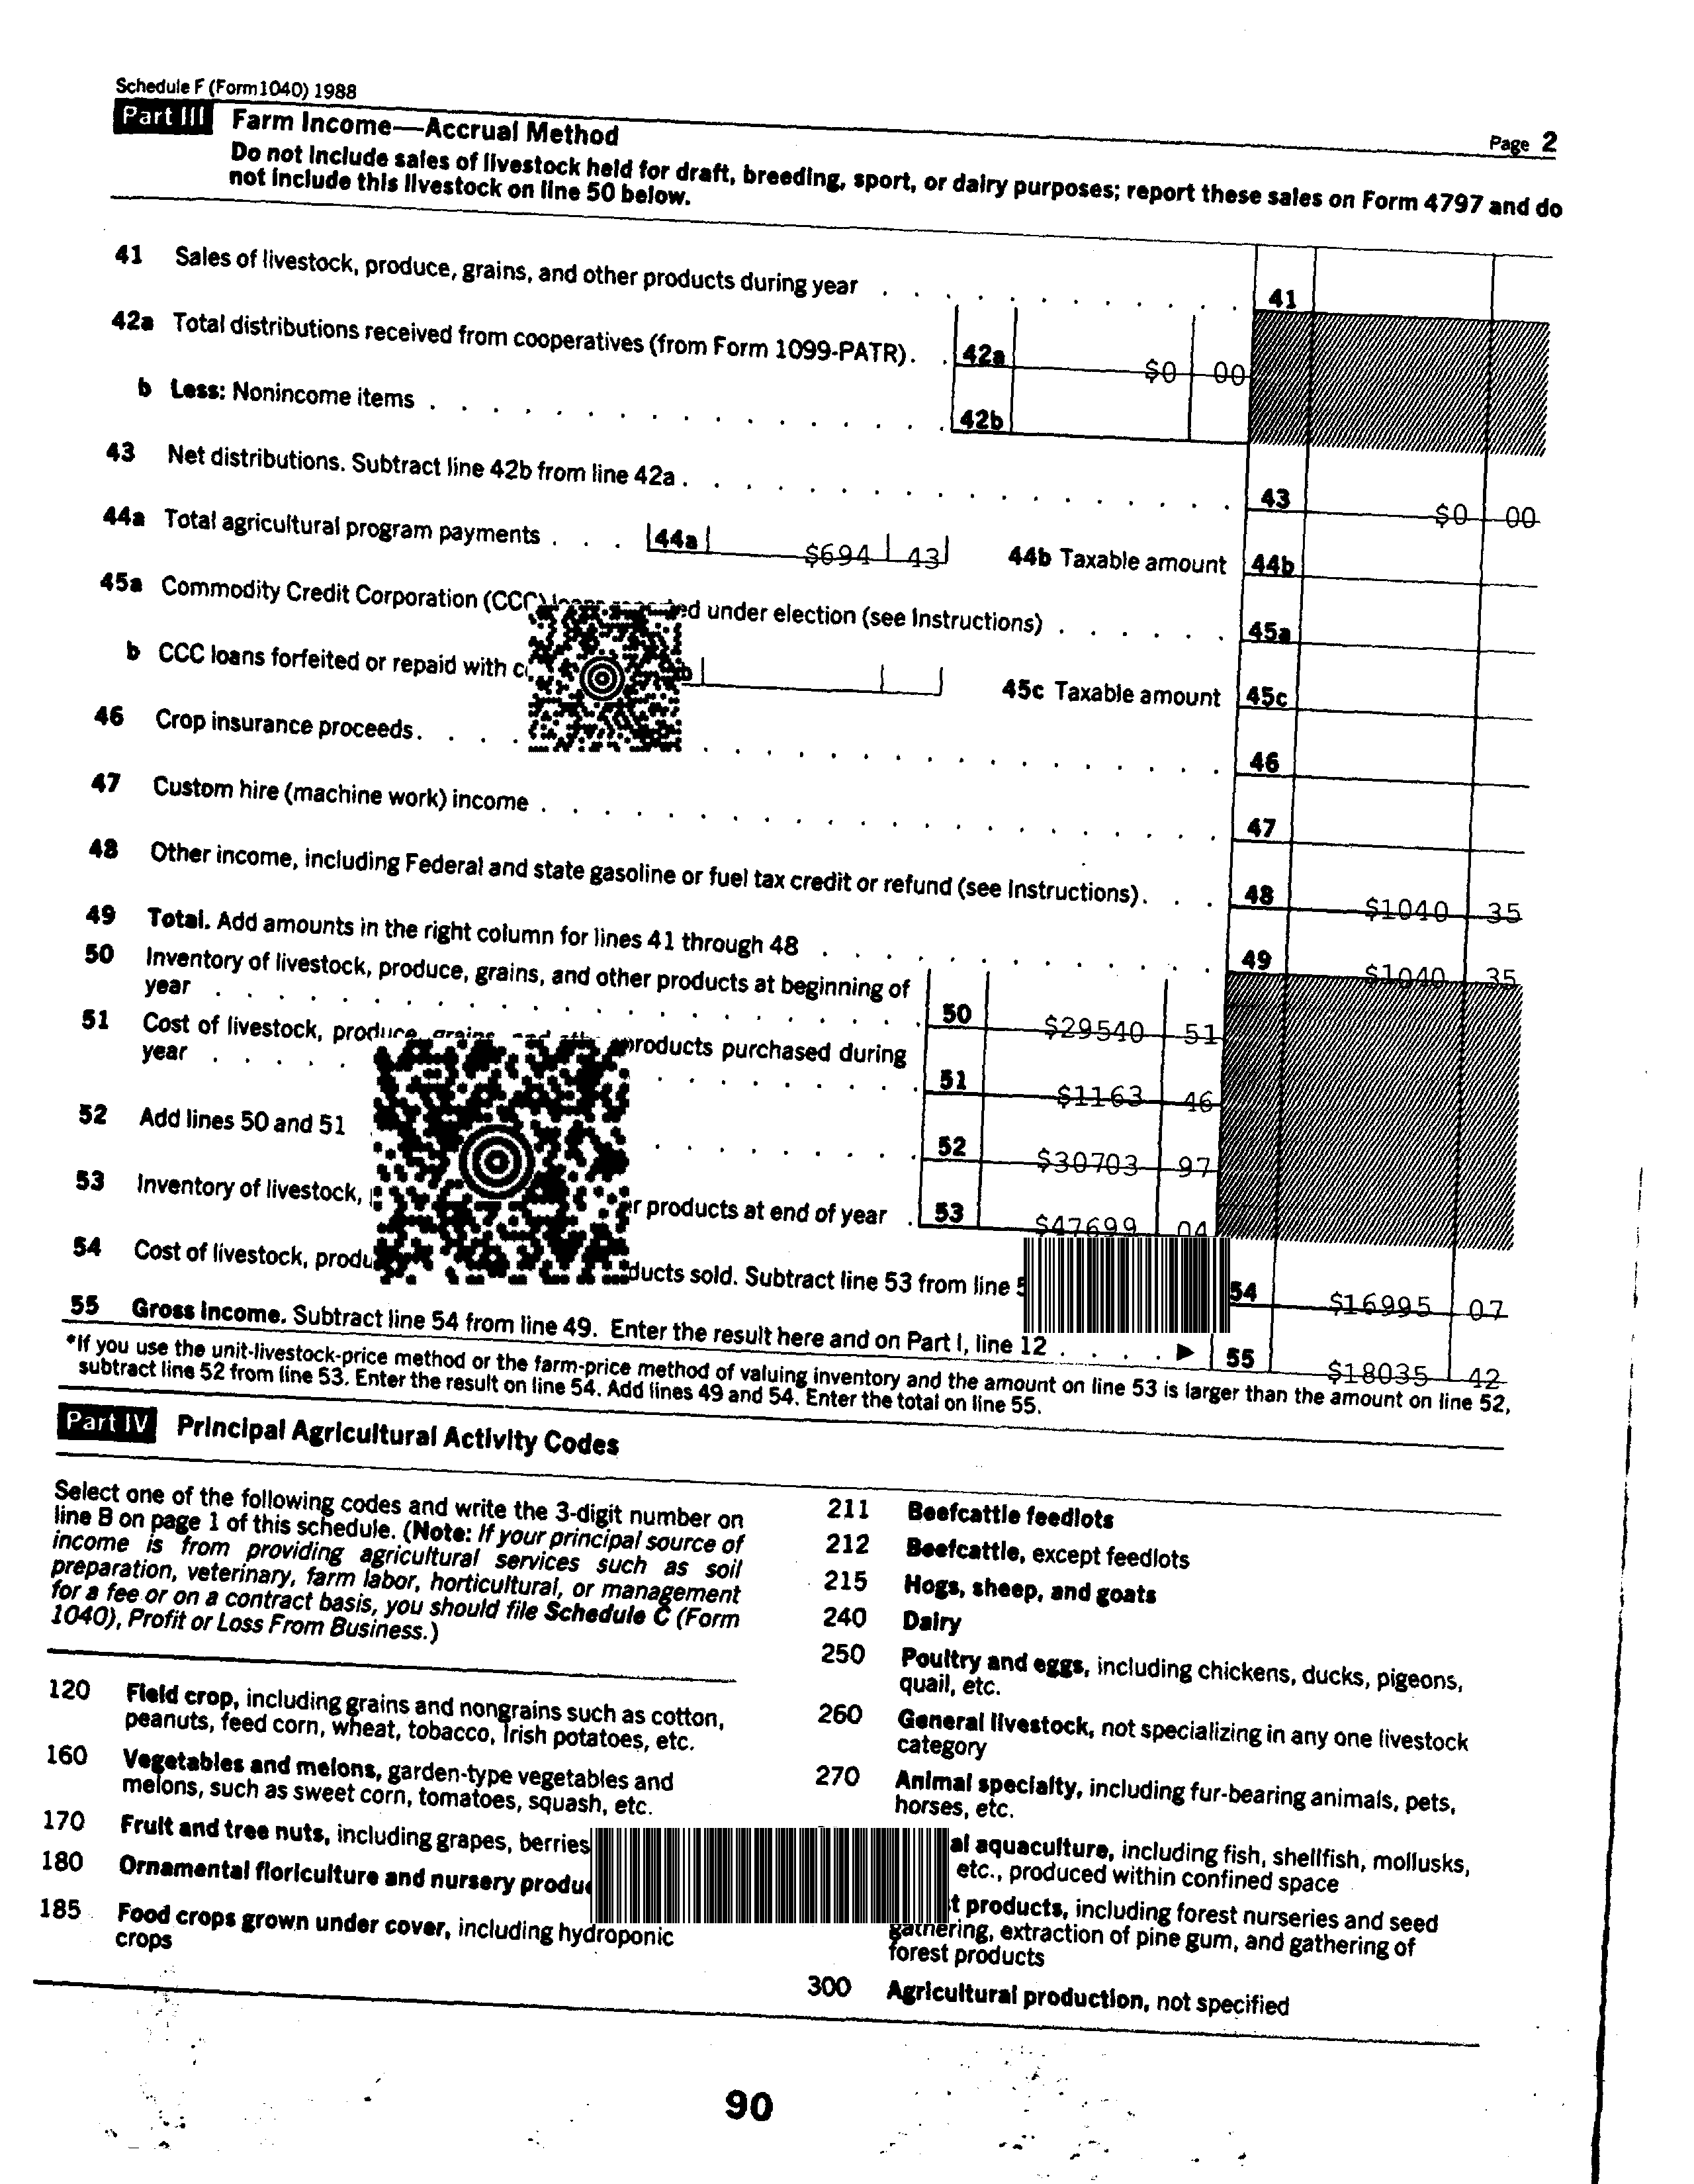 Schedule F (Form 1040) 1988
Page 2
Part III Farm Income—Accrual Method
Do not include sales of livestock held for draft, breeding, sport, or dairy purposes; report these sales on Form 4797 and do
not include this livestock on line 50 below.
41 Sales of livestock, produce, grains, and other products during year . . . . . . . . . . . . 41
42a Total distributions received from cooperatives (from Form 1099-PATR) . . 42a $0 00
b Less: Nonincome items . . . . . . . . . . . . . . . . . 42b
43 Net distributions. Subtract line 42b from line 42a . . . . . . . . . . . . . . . . . . 43 $0 00
44a Total agricultural program payments . . . 44a $694 43 44b Taxable amount 44b
45a Commodity Credit Corporation (CCC) under election (see Instructions) . . . . . . 45a
b CCC loans forfeited or repaid with 45c Taxable amount 45c
46 Crop insurance proceeds . . . . . . . . . . . . . . . . . . . . . 46
47 Custom hire (machine work) income . . . . . . . . . . . . . . . . . . . . . . 47
48 Other income, including Federal and state gasoline or fuel tax credit or refund (see Instructions) . . . 48 $1040 35
49 Total. Add amounts in the right column for lines 41 through 48 . . . . . . . . . . . . . 49 $1040 35
50 Inventory of livestock, produce, grains, and other products at beginning of
year . . . . . . . . . . . . . . . . . . . . . . 50 $29540 51
51 Cost of livestock, produce, grains, and other products purchased during
year . . . . . . . . . . . . . . 51 $1163 46
52 Add lines 50 and 51 . . . . . . . . . 52 $30703 97
53 Inventory of livestock, products at end of year . 53 $47699 04
54 Cost of livestock, sold. Subtract line 53 from line 54 $16995 07
55 Gross income. Subtract line 54 from line 49. Enter the result here and on Part I, line 12 . . . . ▶ 55 $18035 42
*If you use the unit-livestock-price method or the farm-price method of valuing inventory and the amount on line 53 is larger than the amount on line 52,
subtract line 52 from line 53. Enter the result on line 54. Add lines 49 and 54. Enter the total on line 55.
Part IV Principal Agricultural Activity Codes
Select one of the following codes and write the 3-digit number on
line B on page 1 of this schedule. (Note: If your principal source of
income is from providing agricultural services such as soil
preparation, veterinary, farm labor, horticultural, or management
for a fee or on a contract basis, you should file Schedule C (Form
1040), Profit or Loss From Business.)
120 Field crop, including grains and nongrains such as cotton,
peanuts, feed corn, wheat, tobacco, Irish potatoes, etc.
160 Vegetables and melons, garden-type vegetables and
melons, such as sweet corn, tomatoes, squash, etc.
170 Fruit and tree nuts, including grapes, berries
180 Ornamental floriculture and nursery
185 Food crops grown under cover, including hydroponic
crops
211 Beefcattle feedlots
212 Beefcattle, except feedlots
215 Hogs, sheep, and goats
240 Dairy
250 Poultry and eggs, including chickens, ducks, pigeons,
quail, etc.
260 General livestock, not specializing in any one livestock
category
270 Animal specialty, including fur-bearing animals, pets,
horses, etc.
aquaculture, including fish, shellfish, mollusks,
etc., produced within confined space
products, including forest nurseries and seed
gathering, extraction of pine gum, and gathering of
forest products
300 Agricultural production, not specified
90